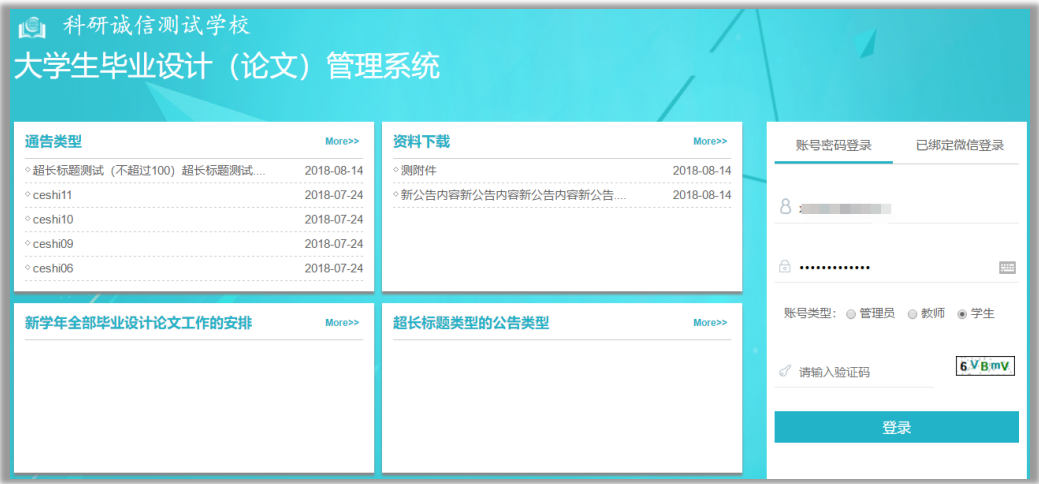 科研诚信测试学校
大学生毕业设计（论文）管理系统
通告类型 More>>
超长标题测试（不超过100）超长标题测试.... 2018-08-14
ceshi11 2018-07-24
ceshi10 2018-07-24
ceshi09 2018-07-24
ceshi06 2018-07-24
资料下载 More>>
测附件 2018-08-14
新公告内容新公告内容新公告内容新公告.... 2018-08-14
新学年全部毕业设计论文工作的安排 More>>
超长标题类型的公告类型 More>>
账号密码登录 已绑定微信登录
•••••••••••••
账号类型： 管理员 教师 学生
请输入验证码 6VBmV
登录